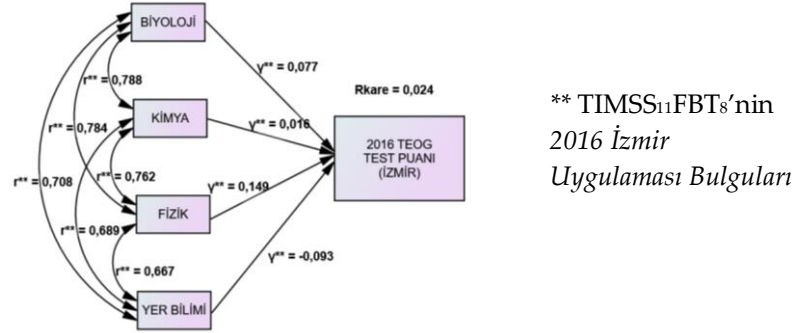 BİYOLOJİ
γ** = 0,077
r** = 0,788
Rkare = 0,024
** TIMSS₁₁FBT₈’nin
KİMYA
γ** = 0,016
r** = 0,784
2016 TEOG
TEST PUANI
(İZMİR)
2016 İzmir
Uygulaması Bulguları
r** = 0,708
r** = 0,762
γ** = 0,149
FİZİK
r** = 0,689
γ** = -0,093
r** = 0,667
YER BİLİMİ